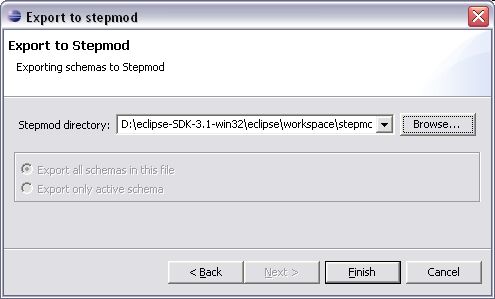 Export to stepmod
Export to Stepmod
Exporting schemas to Stepmod
Stepmod directory: D:\eclipse-SDK-3.1-win32\eclipse\workspace\stepmc Browse...
Export all schemas in this file
Export only active schema
< Back Next > Finish Cancel